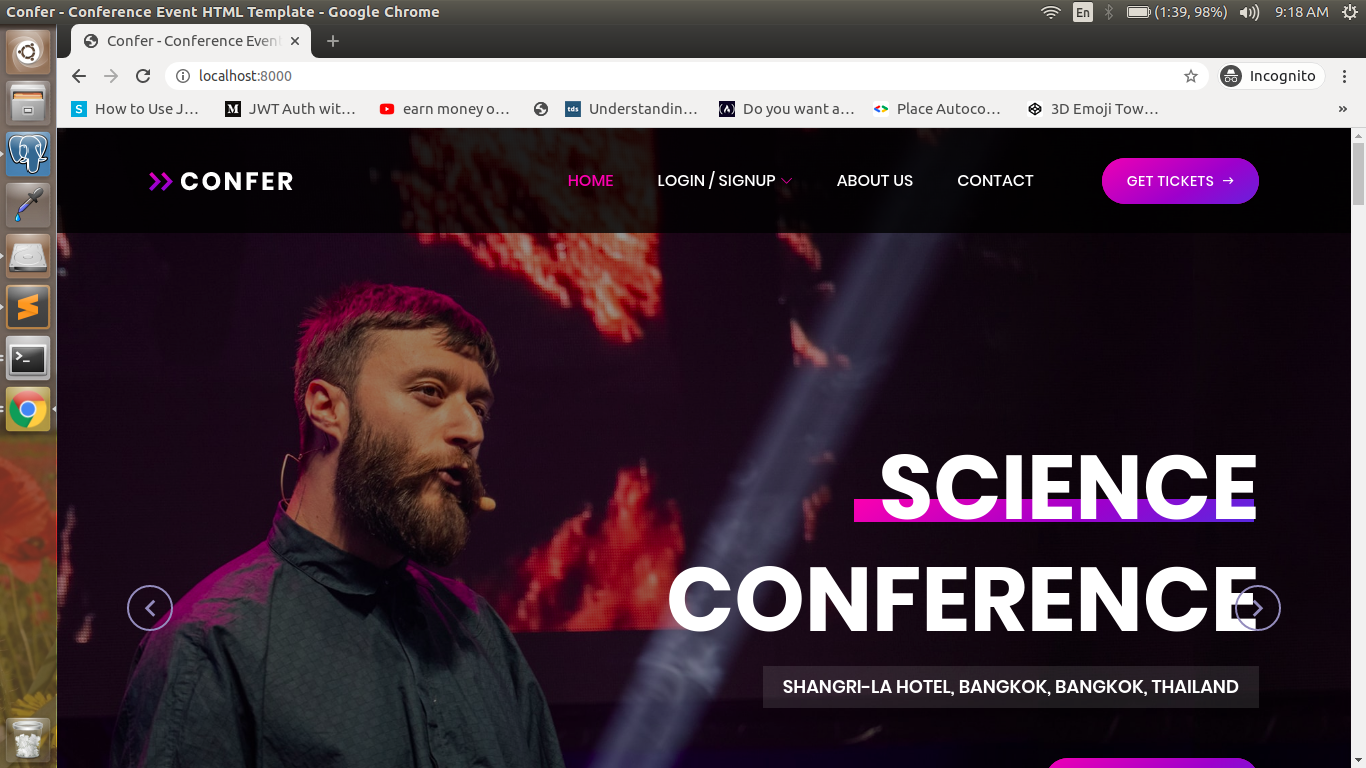 Confer - Conference Event HTML Template - Google Chrome
En
(1:39, 98%)
9:18 AM
Confer - Conference Event
localhost:8000
Incognito
S
How to Use J…
M
JWT Auth wit…
earn money o…
tds
Understandin…
Do you want a…
Place Autoco…
3D Emoji Tow…
»
CONFER
HOME
LOGIN / SIGNUP
ABOUT US
CONTACT
GET TICKETS →
SCIENCE
CONFERENCE
SHANGRI-LA HOTEL, BANGKOK, BANGKOK, THAILAND